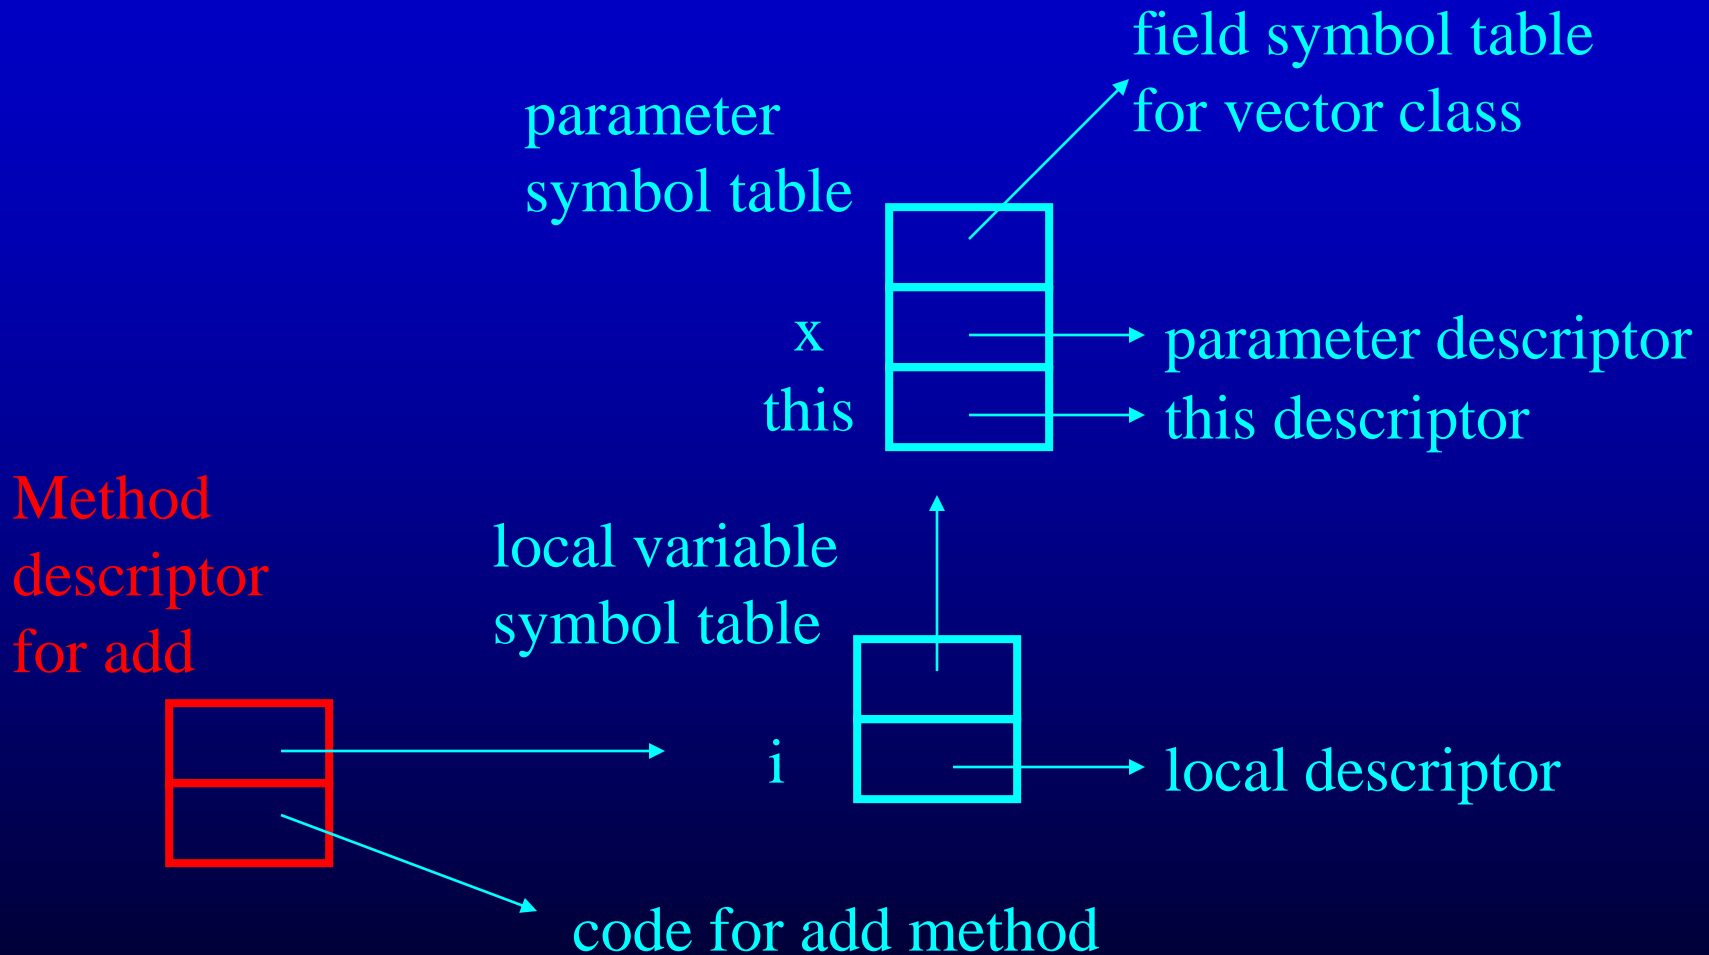 field symbol table
for vector class
parameter
symbol table
x
parameter descriptor
this
this descriptor
Method
descriptor
for add
local variable
symbol table
i
local descriptor
code for add method